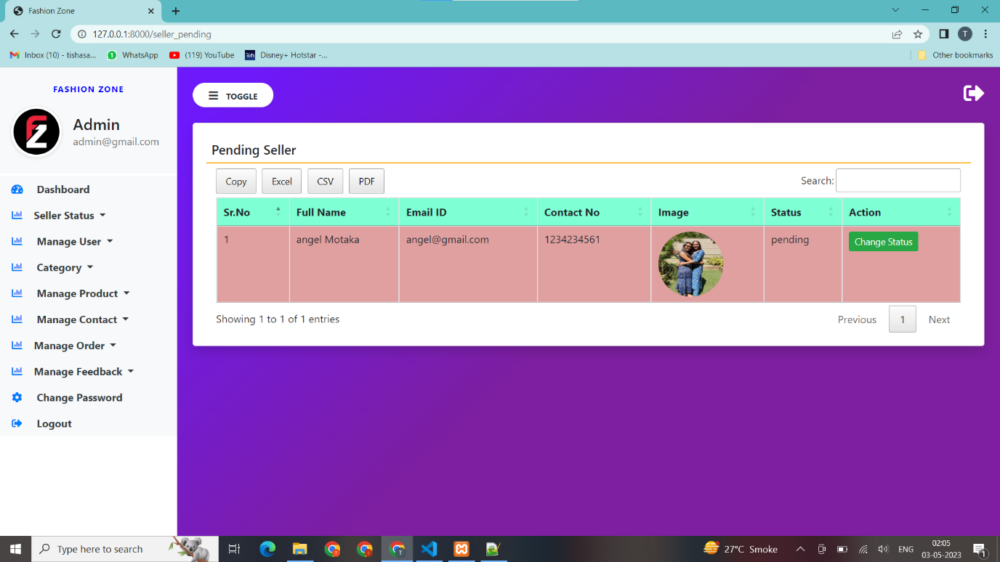 Fashion Zone
127.0.0.1:8000/seller_pending
T
Inbox (10) - tishasa...
WhatsApp
(119) YouTube
Disney+ Hotstar -...
Other bookmarks
FASHION ZONE
FZ
Admin
admin@gmail.com
Dashboard
Seller Status
Manage User
Category
Manage Product
Manage Contact
Manage Order
Manage Feedback
Change Password
Logout
TOGGLE
Pending Seller
Copy Excel CSV PDF Search:
Sr.No Full Name Email ID Contact No Image Status Action
1 angel Motaka angel@gmail.com 1234234561 pending Change Status
Showing 1 to 1 of 1 entries Previous 1 Next
Type here to search
27°C Smoke
ENG
02:05
03-05-2023
1